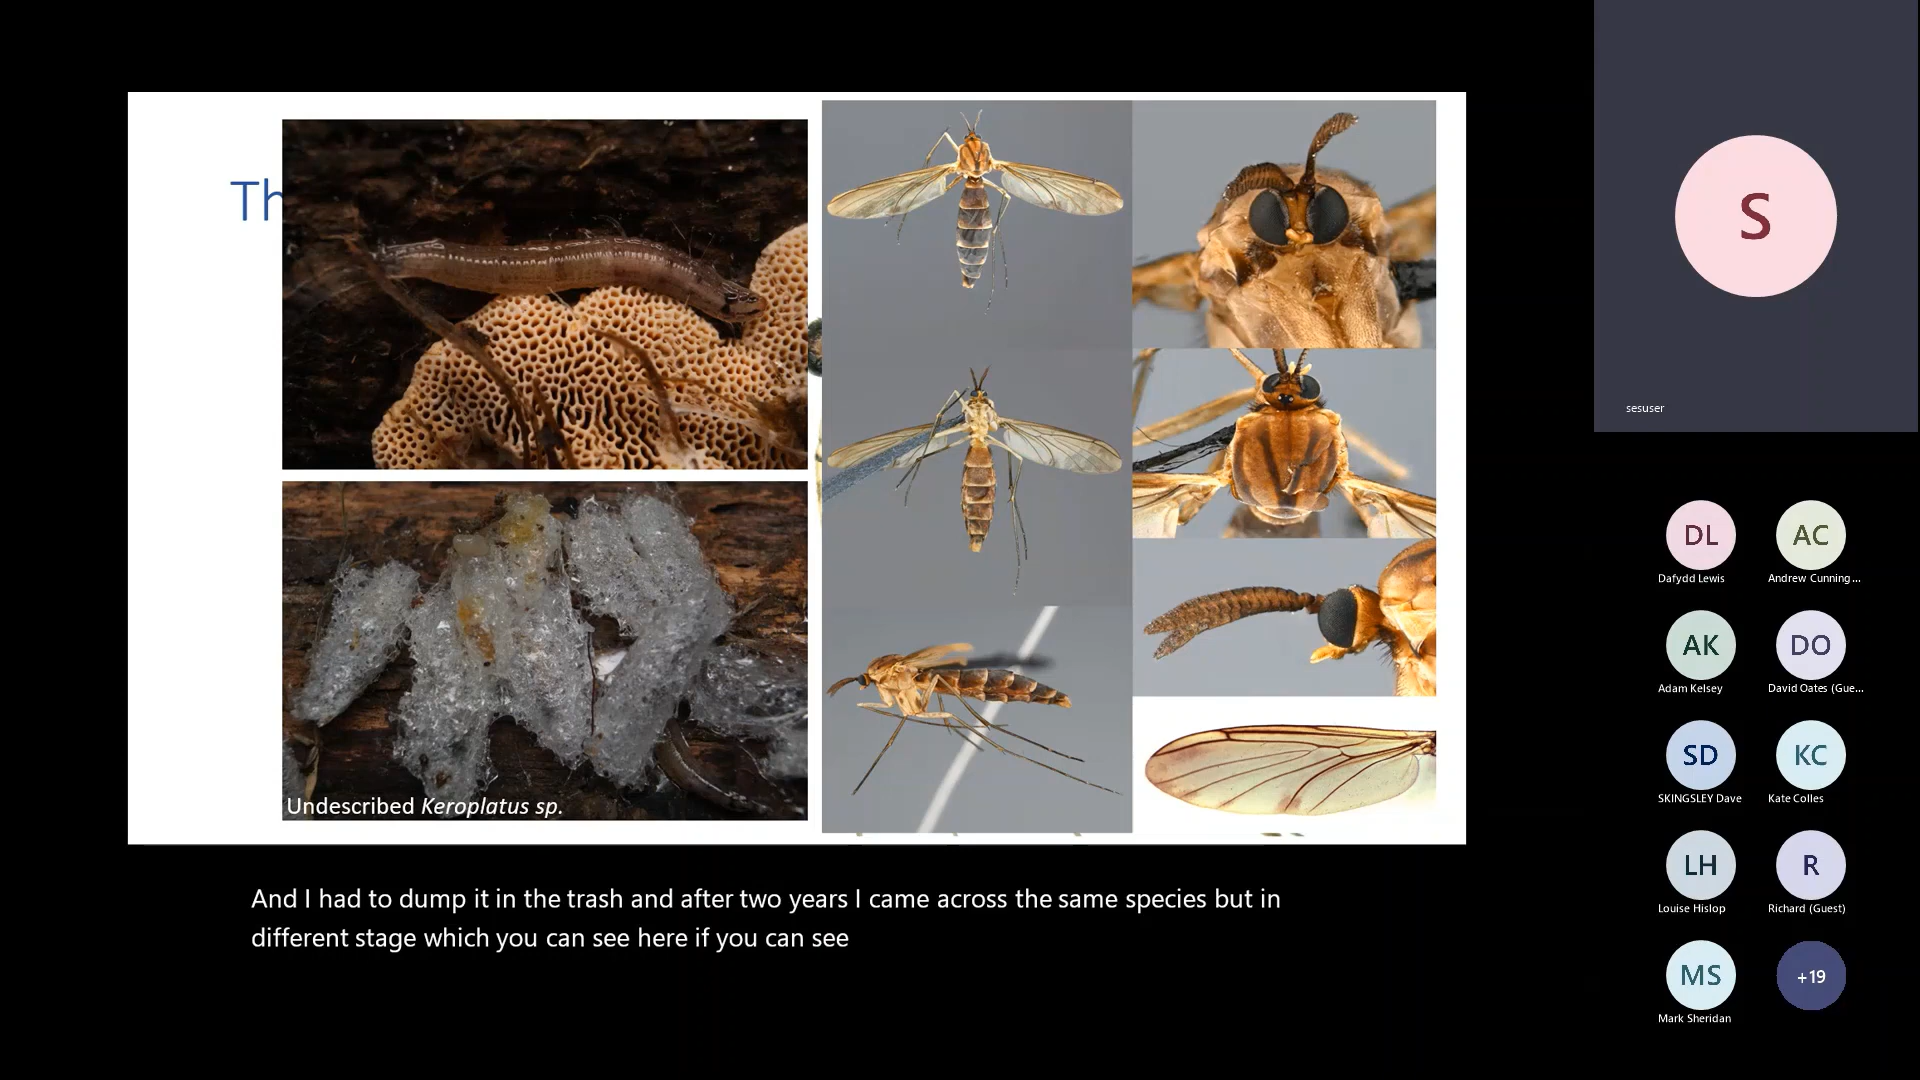 Th
Undescribed Keroplatus sp.
And I had to dump it in the trash and after two years I came across the same species but in
different stage which you can see here if you can see
S
sesuser
DL
AC
Dafydd Lewis
Andrew Cunning...
AK
DO
Adam Kelsey
David Oates (Gue...
SD
KC
SKINGSLEY Dave
Kate Colles
LH
R
Louise Hislop
Richard (Guest)
MS
+19
Mark Sheridan